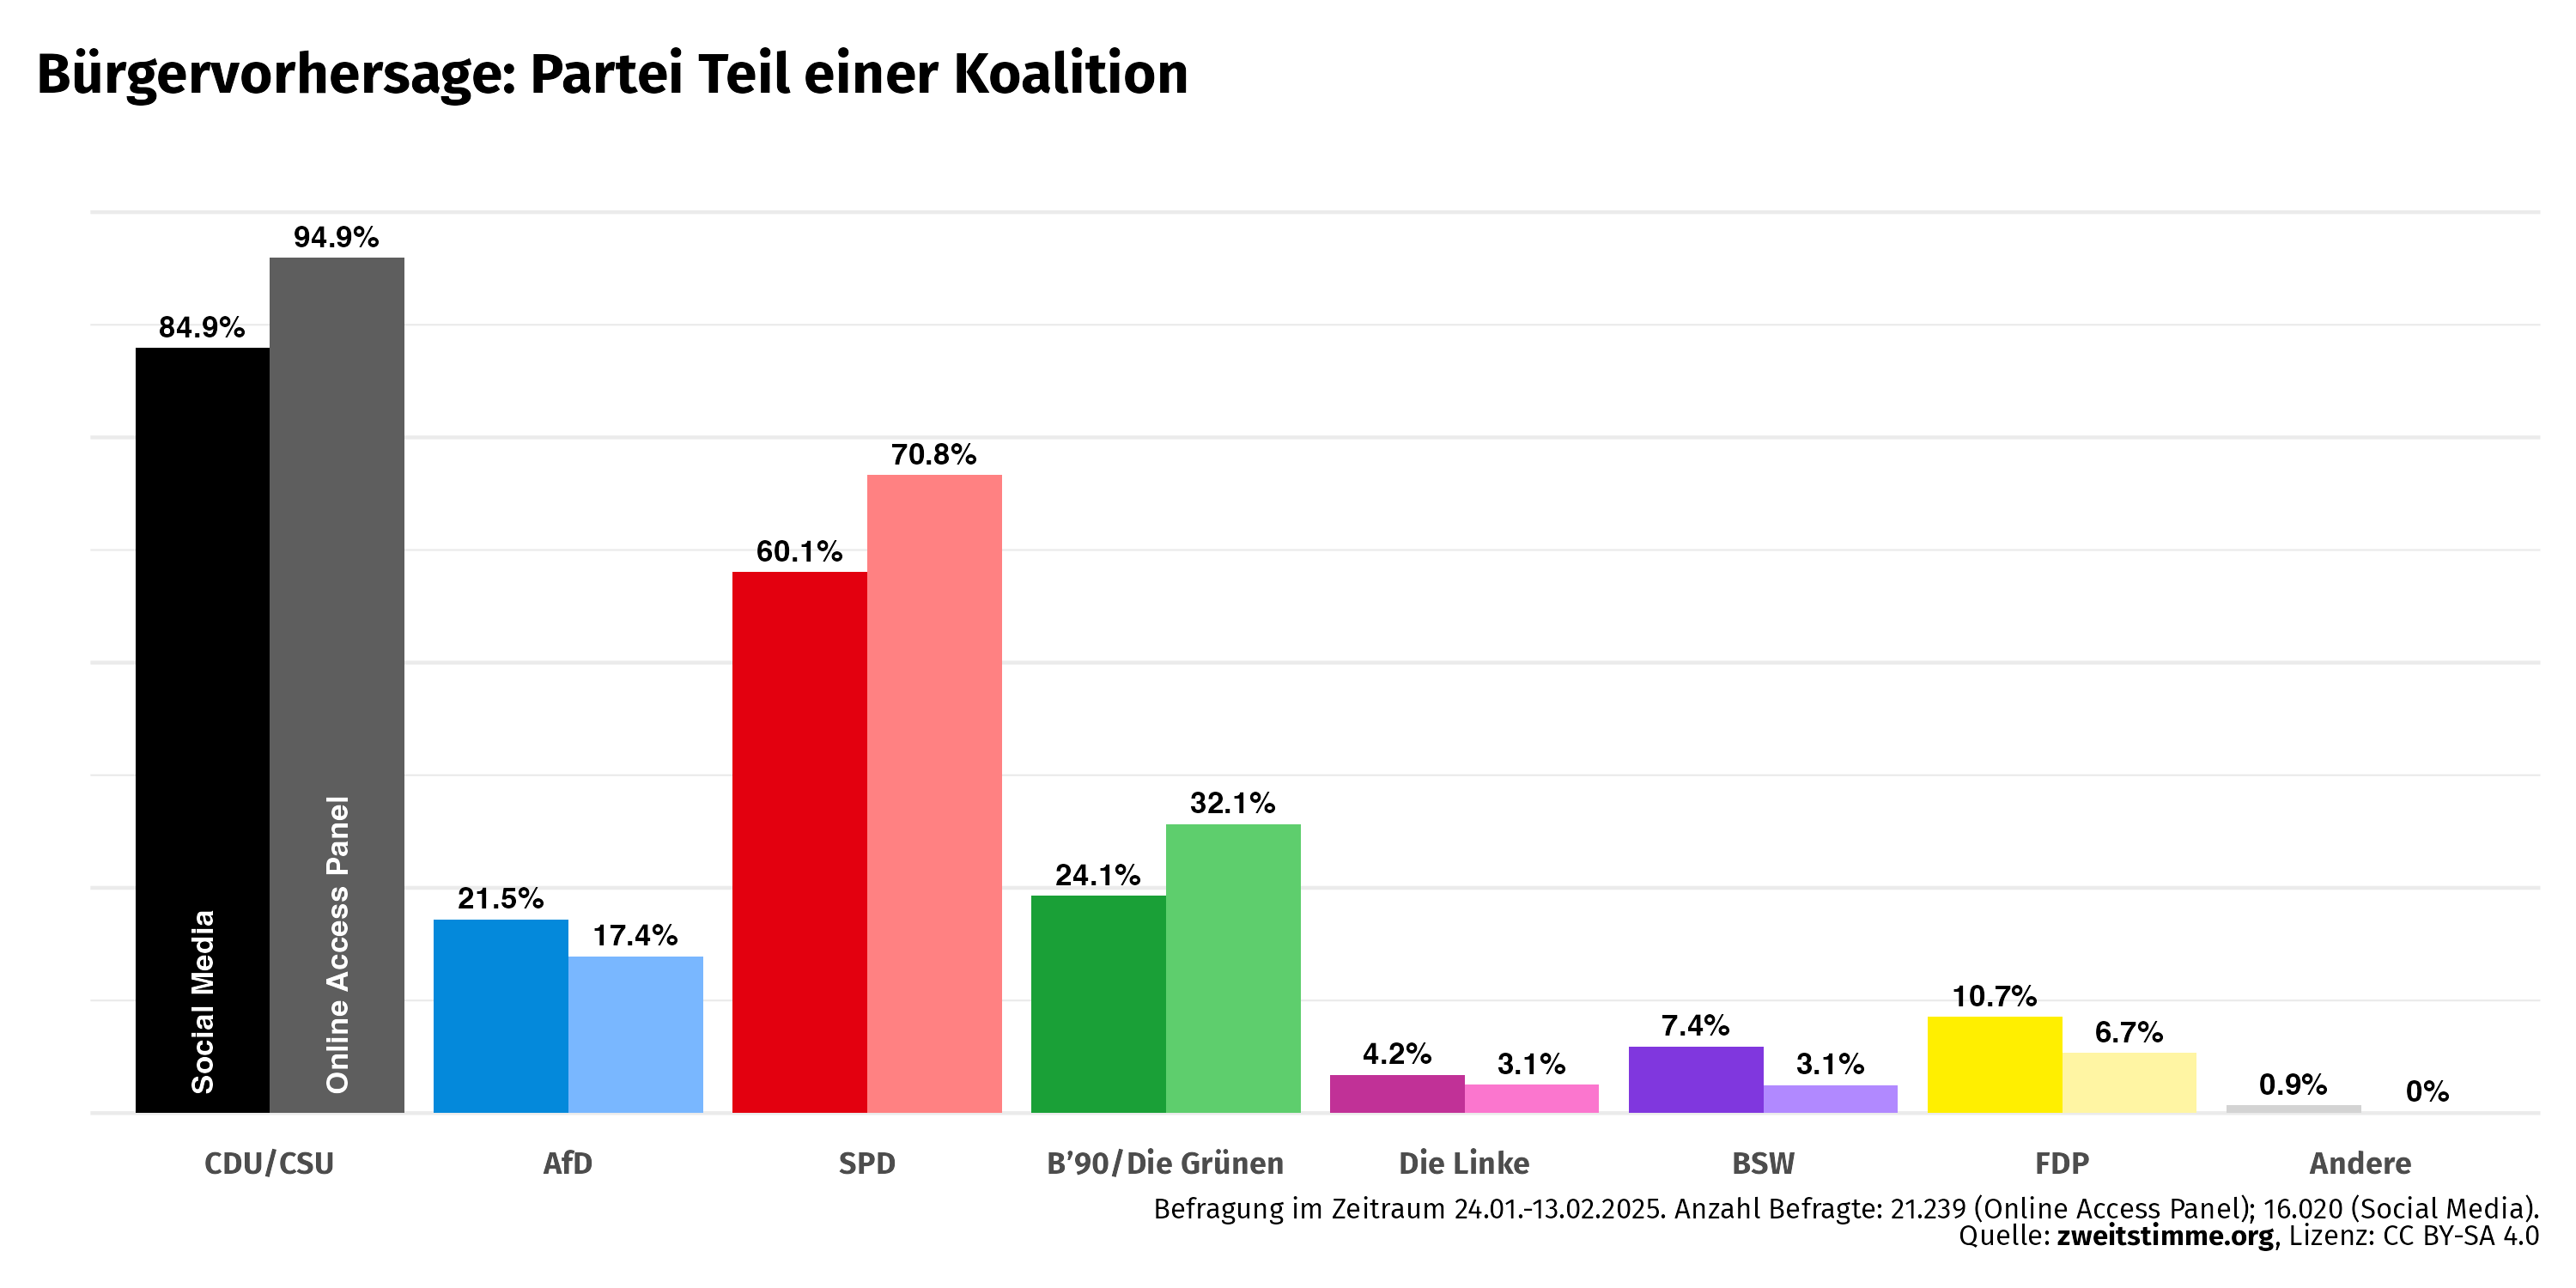 Bürgervorhersage: Partei Teil einer Koalition
84.9%
94.9%
21.5%
17.4%
60.1%
70.8%
24.1%
32.1%
4.2%
3.1%
7.4%
3.1%
10.7%
6.7%
0.9%
0%
Social Media
Online Access Panel
CDU/CSU
AfD
SPD
B’90/Die Grünen
Die Linke
BSW
FDP
Andere
Befragung im Zeitraum 24.01.-13.02.2025. Anzahl Befragte: 21.239 (Online Access Panel); 16.020 (Social Media).
Quelle: zweitstimme.org, Lizenz: CC BY-SA 4.0